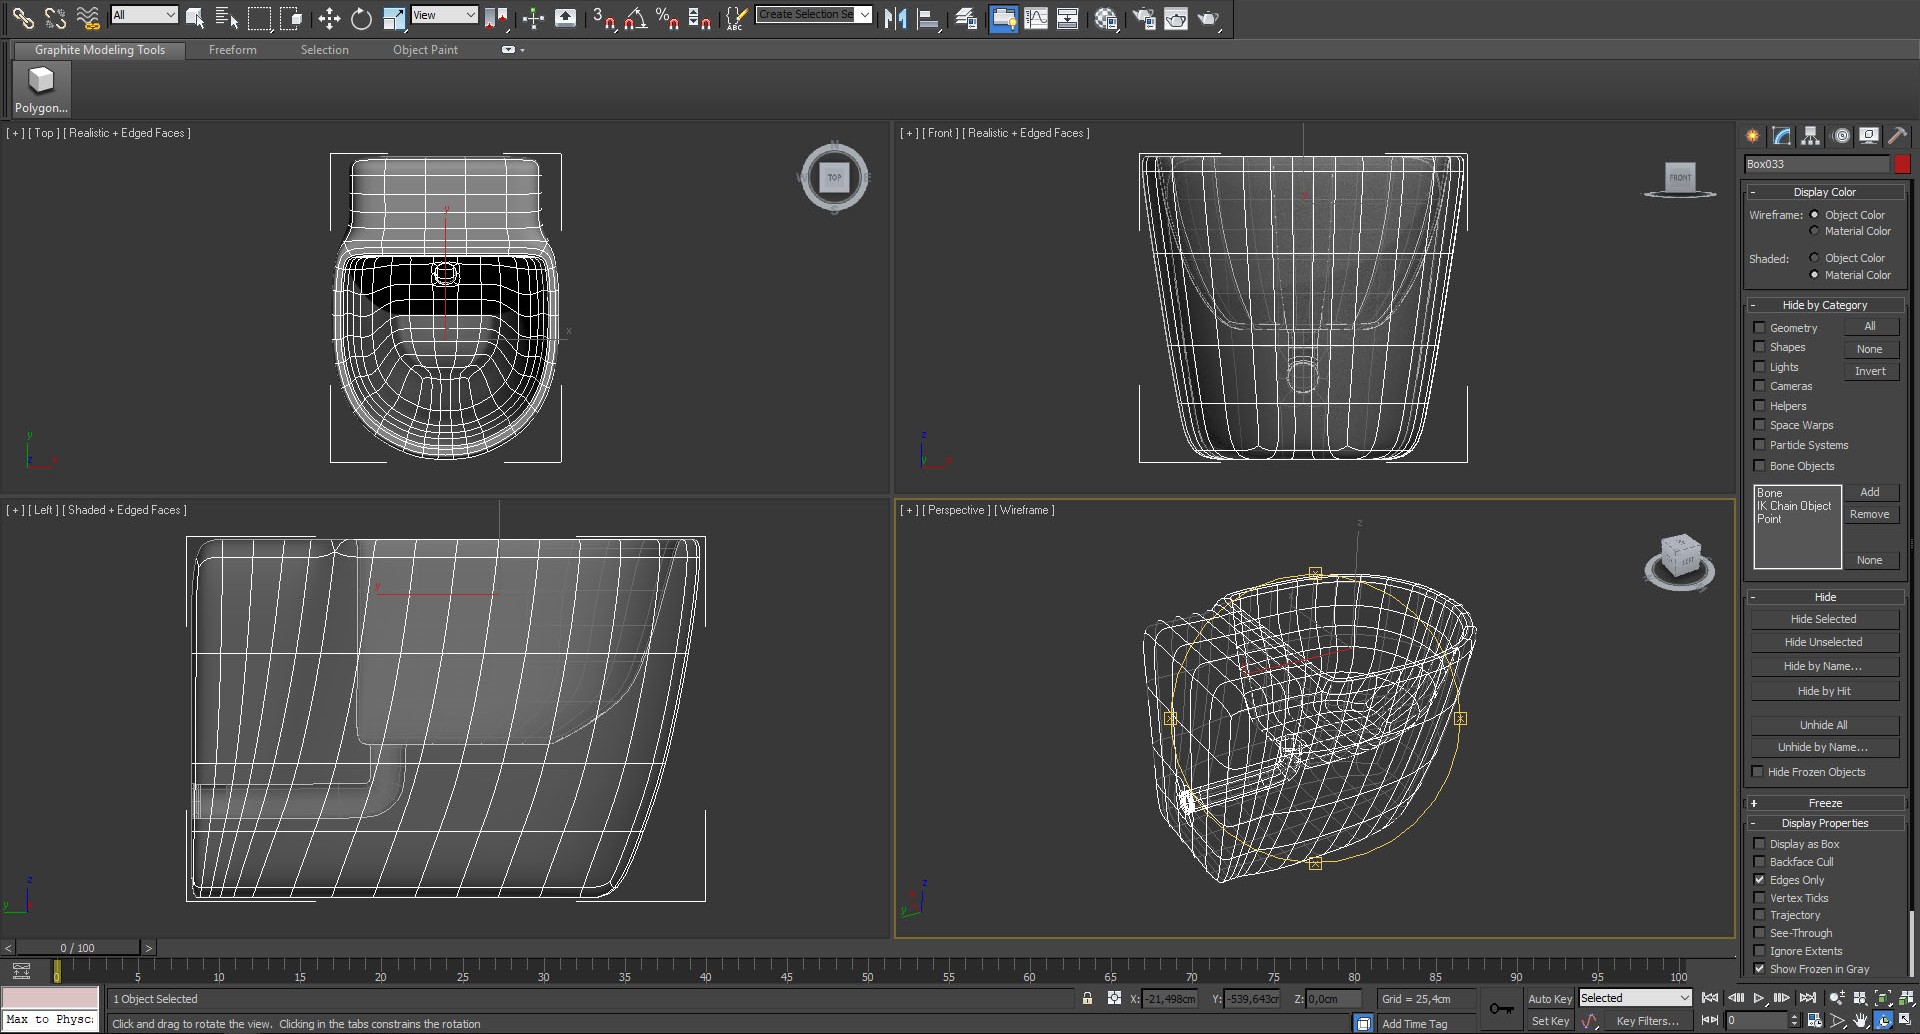 All
View
3
ABC
Create Selection Se
Graphite Modeling Tools
Freeform
Selection
Object Paint
Polygon...
[ + ] [ Top ] [ Realistic + Edged Faces ]
TOP
[ + ] [ Front ] [ Realistic + Edged Faces ]
FRONT
[ + ] [ Left ] [ Shaded + Edged Faces ]
[ + ] [ Perspective ] [ Wireframe ]
LEFT
Box033
- Display Color
Wireframe: Object Color
Material Color
Shaded: Object Color
Material Color
- Hide by Category
Geometry All
Shapes None
Lights Invert
Cameras
Helpers
Space Warps
Particle Systems
Bone Objects
Bone
IK Chain Object
Point
Add
Remove
None
- Hide
Hide Selected
Hide Unselected
Hide by Name...
Hide by Hit
Unhide All
Unhide by Name...
Hide Frozen Objects
+ Freeze
- Display Properties
Display as Box
Backface Cull
Edges Only
Vertex Ticks
Trajectory
See-Through
Ignore Extents
Show Frozen in Gray
< 0 / 100 >
0 5 10 15 20 25 30 35 40 45 50 55 60 65 70 75 80 85 90 95 100
1 Object Selected
X: -21,498cm Y: -539,643cm Z: 0,0cm
Grid = 25,4cm
Auto Key
Selected
Max to Physc:
Click and drag to rotate the view. Clicking in the tabs constrains the rotation
Add Time Tag
Set Key
Key Filters...
0